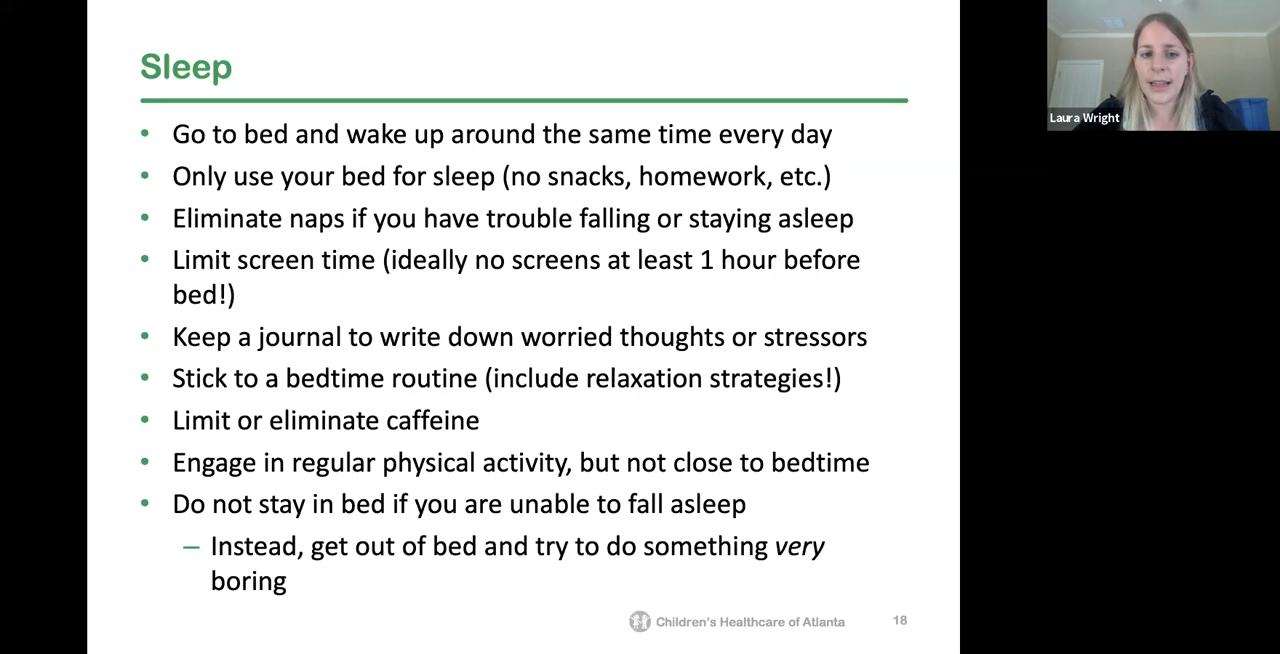 Sleep
• Go to bed and wake up around the same time every day
• Only use your bed for sleep (no snacks, homework, etc.)
• Eliminate naps if you have trouble falling or staying asleep
• Limit screen time (ideally no screens at least 1 hour before
bed!)
• Keep a journal to write down worried thoughts or stressors
• Stick to a bedtime routine (include relaxation strategies!)
• Limit or eliminate caffeine
• Engage in regular physical activity, but not close to bedtime
• Do not stay in bed if you are unable to fall asleep
– Instead, get out of bed and try to do something very
boring
Children's Healthcare of Atlanta 18
Laura Wright